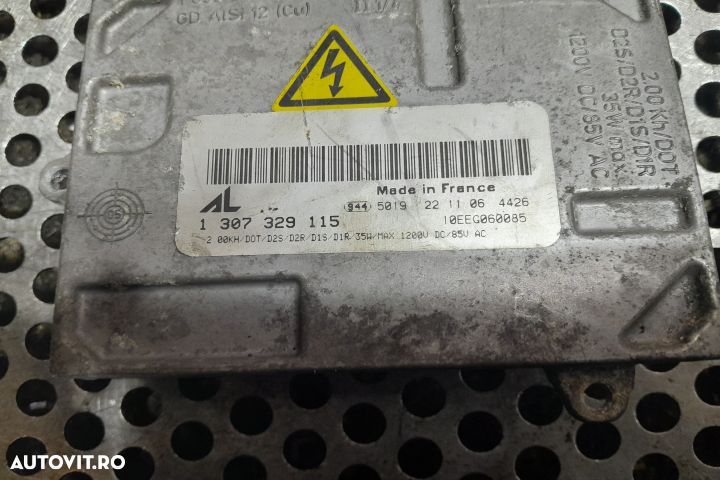 GD AlSi 12 (Cu)
2.00 Kh/DOT
D2S/D2R/D1S/D1R
35W max.
1200V DC/85V AC
AL
Made in France
944 5019 22 11 06 4426
1 307 329 115
10EEG060085
2 00KH/DOT/D2S/D2R/D1S/D1R 35W/MAX 1200V DC/85V AC
AUTOVIT.RO